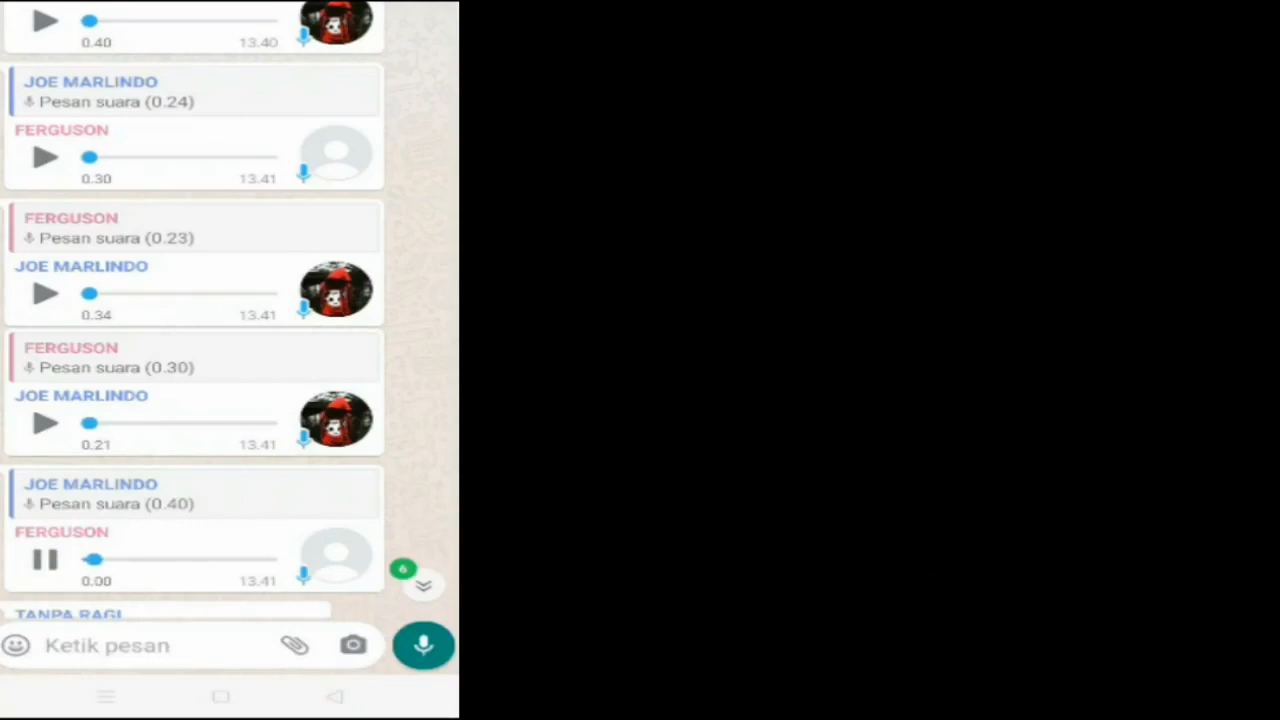 0.40 13.40
JOE MARLINDO
Pesan suara (0.24)
FERGUSON
0.30 13.41
FERGUSON
Pesan suara (0.23)
JOE MARLINDO
0.34 13.41
FERGUSON
Pesan suara (0.30)
JOE MARLINDO
0.21 13.41
JOE MARLINDO
Pesan suara (0.40)
FERGUSON
0.00 13.41
6
TANPA RAGI
Ketik pesan